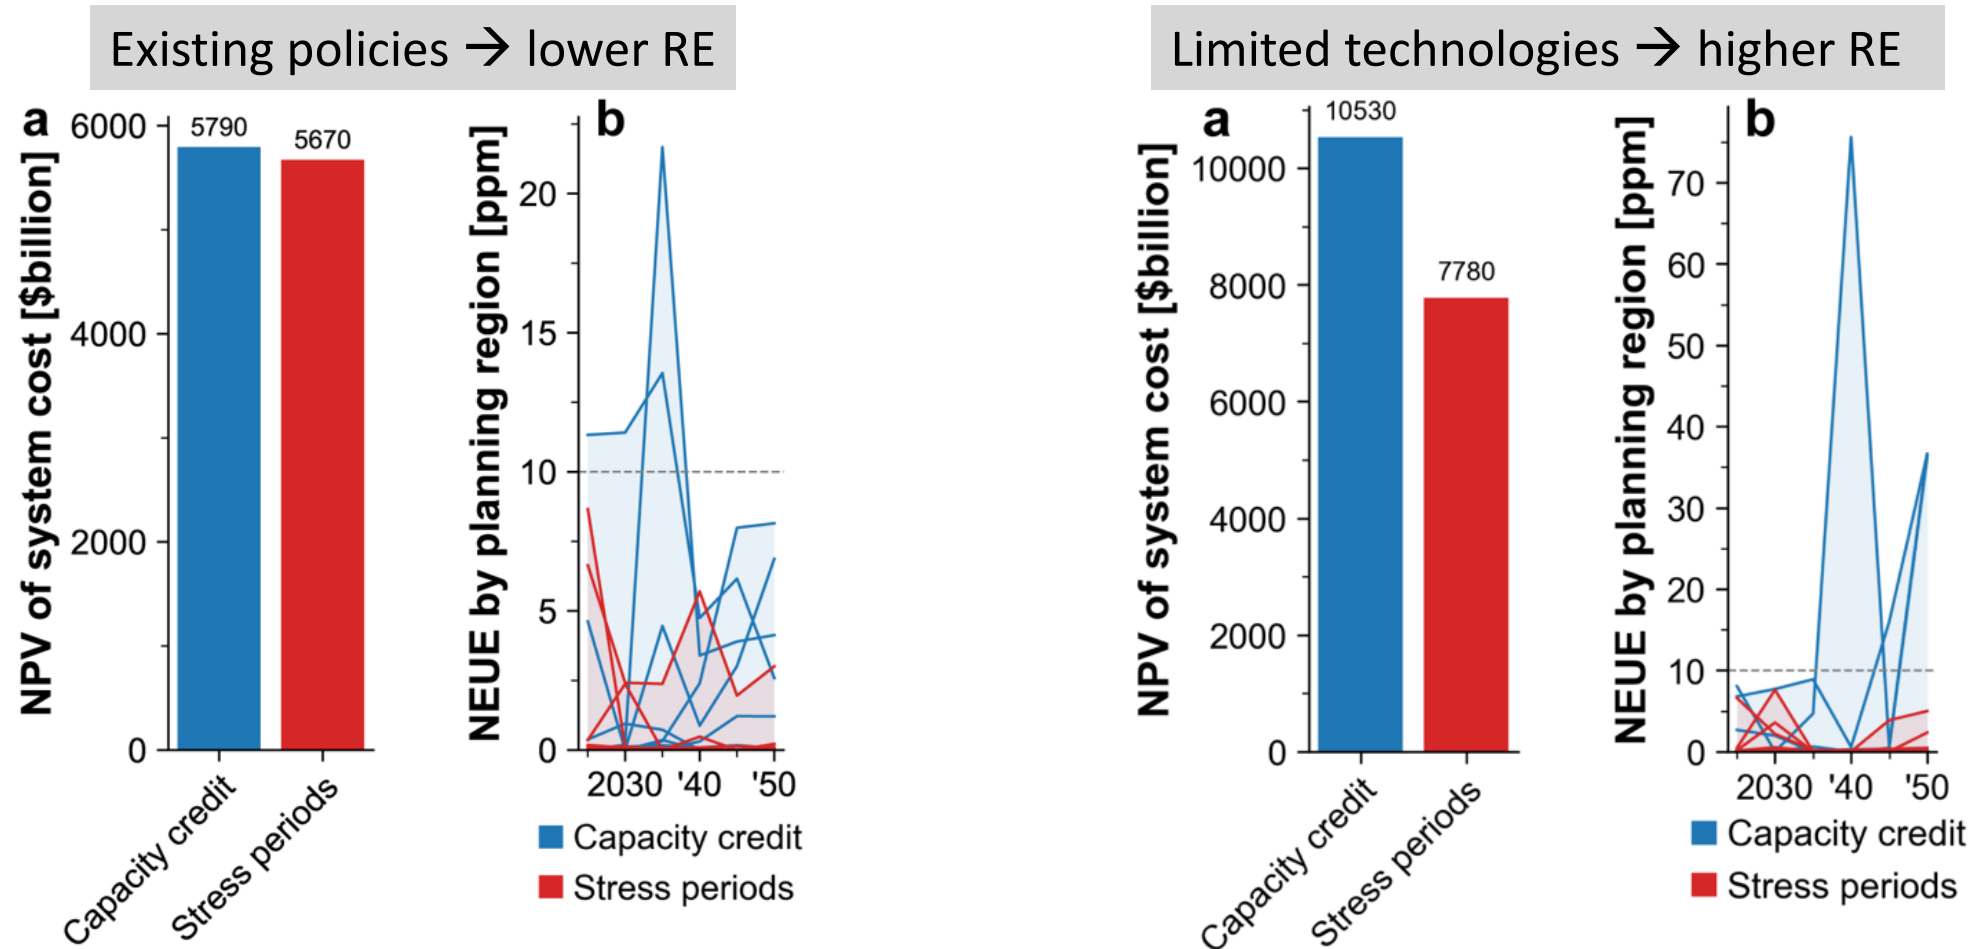 Existing policies → lower RE
a
NPV of system cost [$billion]
6000
4000
2000
0
5790
5670
Capacity credit
Stress periods
b
NEUE by planning region [ppm]
20
15
10
5
0
2030
'40
'50
Capacity credit
Stress periods
Limited technologies → higher RE
a
NPV of system cost [$billion]
10000
8000
6000
4000
2000
0
10530
7780
Capacity credit
Stress periods
b
NEUE by planning region [ppm]
70
60
50
40
30
20
10
0
2030
'40
'50
Capacity credit
Stress periods